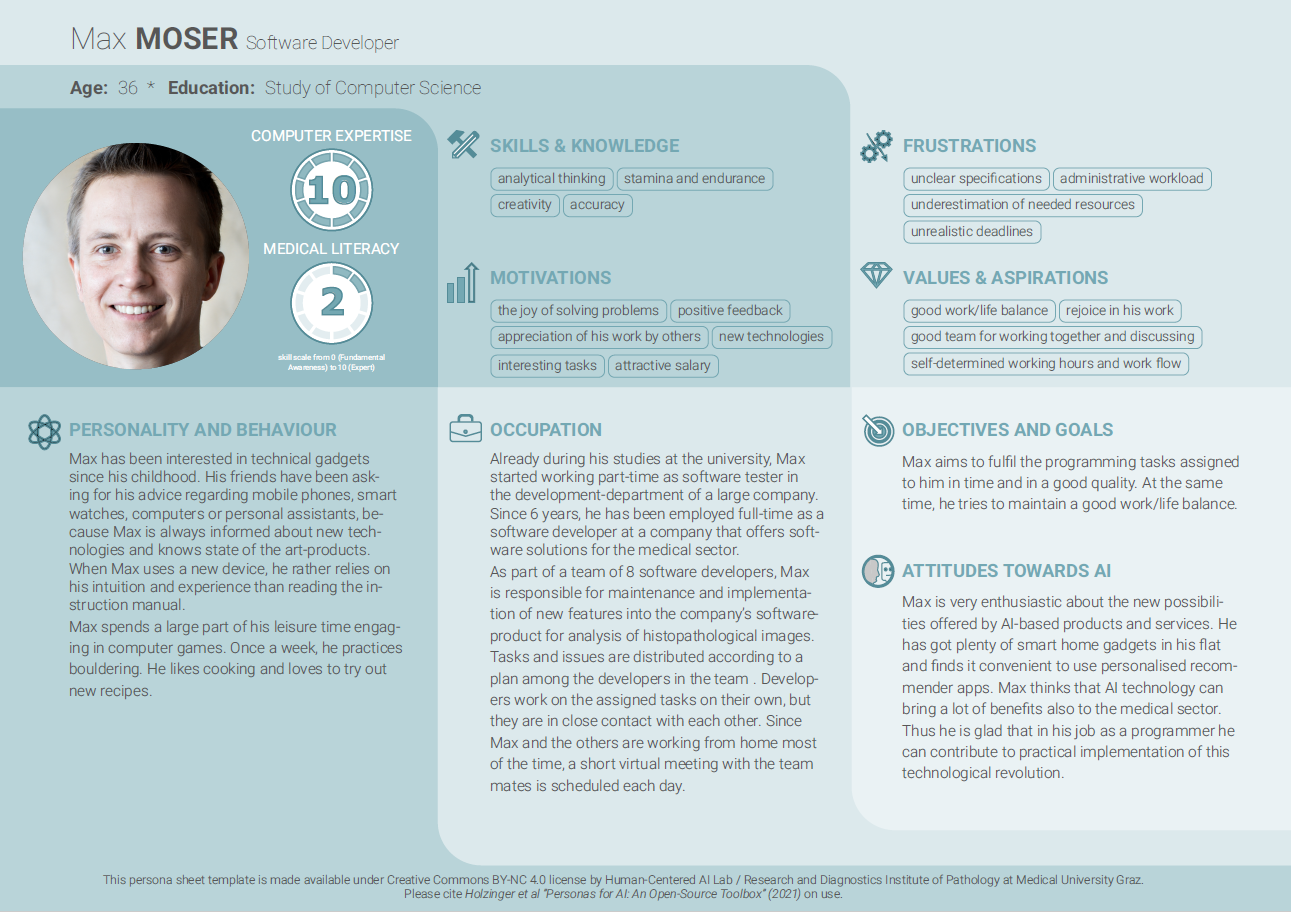 Max MOSER Software Developer
Age: 36 * Education: Study of Computer Science
COMPUTER EXPERTISE
10
MEDICAL LITERACY
2
skill scale from 0 (Fundamental
Awareness) to 10 (Expert)
SKILLS & KNOWLEDGE
analytical thinking stamina and endurance
creativity accuracy
MOTIVATIONS
the joy of solving problems positive feedback
appreciation of his work by others new technologies
interesting tasks attractive salary
FRUSTRATIONS
unclear specifications administrative workload
underestimation of needed resources
unrealistic deadlines
VALUES & ASPIRATIONS
good work/life balance rejoice in his work
good team for working together and discussing
self-determined working hours and work flow
PERSONALITY AND BEHAVIOUR
Max has been interested in technical gadgets
since his childhood. His friends have been ask-
ing for his advice regarding mobile phones, smart
watches, computers or personal assistants, be-
cause Max is always informed about new tech-
nologies and knows state of the art-products.
When Max uses a new device, he rather relies on
his intuition and experience than reading the in-
struction manual.
Max spends a large part of his leisure time engag-
ing in computer games. Once a week, he practices
bouldering. He likes cooking and loves to try out
new recipes.
OCCUPATION
Already during his studies at the university, Max
started working part-time as software tester in
the development-department of a large company.
Since 6 years, he has been employed full-time as a
software developer at a company that offers soft-
ware solutions for the medical sector.
As part of a team of 8 software developers, Max
is responsible for maintenance and implementa-
tion of new features into the company's software-
product for analysis of histopathological images.
Tasks and issues are distributed according to a
plan among the developers in the team . Develop-
ers work on the assigned tasks on their own, but
they are in close contact with each other. Since
Max and the others are working from home most
of the time, a short virtual meeting with the team
mates is scheduled each day.
OBJECTIVES AND GOALS
Max aims to fulfil the programming tasks assigned
to him in time and in a good quality. At the same
time, he tries to maintain a good work/life balance.
ATTITUDES TOWARDS AI
Max is very enthusiastic about the new possibili-
ties offered by AI-based products and services. He
has got plenty of smart home gadgets in his flat
and finds it convenient to use personalised recom-
mender apps. Max thinks that AI technology can
bring a lot of benefits also to the medical sector.
Thus he is glad that in his job as a programmer he
can contribute to practical implementation of this
technological revolution.
This persona sheet template is made available under Creative Commons BY-NC 4.0 license by Human-Centered AI Lab / Research and Diagnostics Institute of Pathology at Medical University Graz.
Please cite Holzinger et al "Personas for AI: An Open-Source Toolbox" (2021) on use.